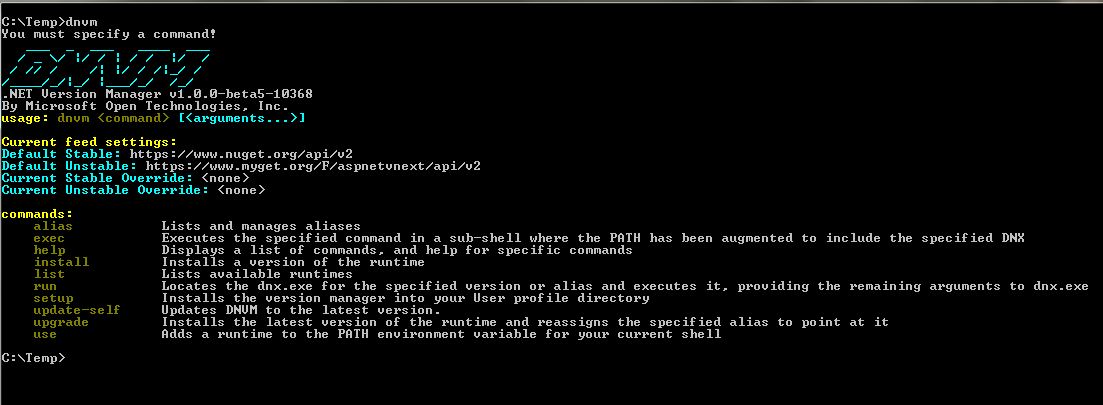 C:\Temp>dnvm
You must specify a command!
DNVM
.NET Version Manager v1.0.0-beta5-10368
By Microsoft Open Technologies, Inc.
usage: dnvm <command> [<arguments...>]
Current feed settings:
Default Stable: https://www.nuget.org/api/v2
Default Unstable: https://www.myget.org/F/aspnetvnext/api/v2
Current Stable Override: <none>
Current Unstable Override: <none>
commands:
alias Lists and manages aliases
exec Executes the specified command in a sub-shell where the PATH has been augmented to include the specified DNX
help Displays a list of commands, and help for specific commands
install Installs a version of the runtime
list Lists available runtimes
run Locates the dnx.exe for the specified version or alias and executes it, providing the remaining arguments to dnx.exe
setup Installs the version manager into your User profile directory
update-self Updates DNVM to the latest version.
upgrade Installs the latest version of the runtime and reassigns the specified alias to point at it
use Adds a runtime to the PATH environment variable for your current shell
C:\Temp>